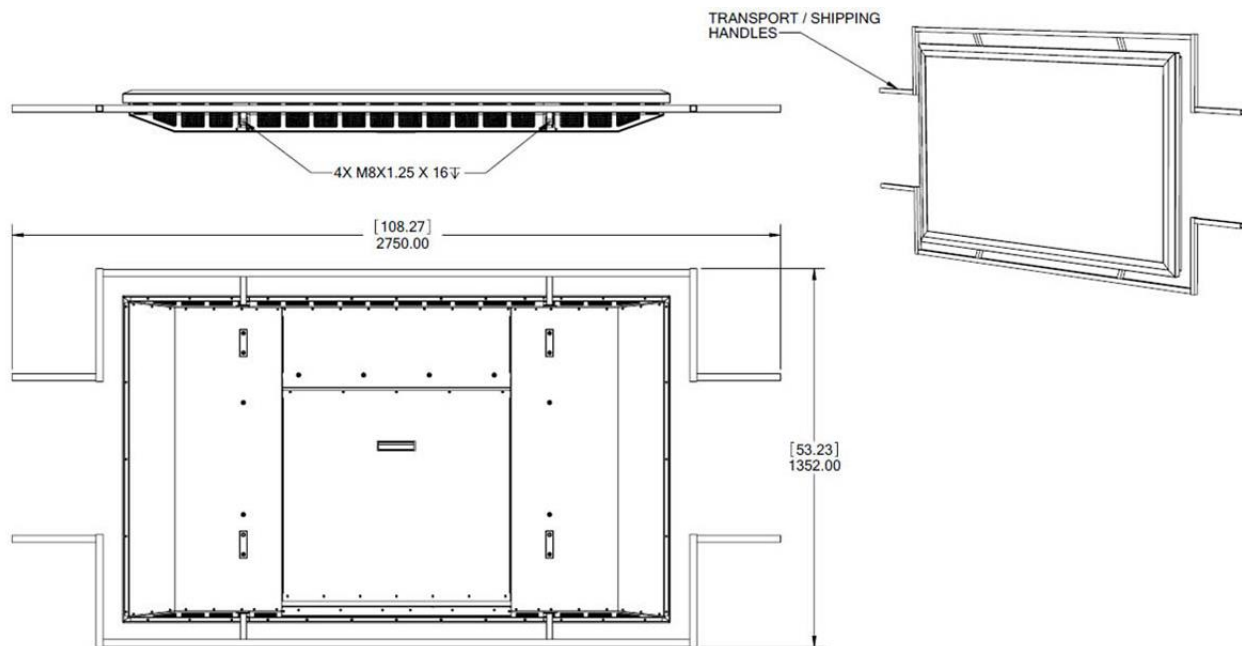 TRANSPORT / SHIPPING
HANDLES
4X M8X1.25 X 16↧
[108.27]
2750.00
[53.23]
1352.00